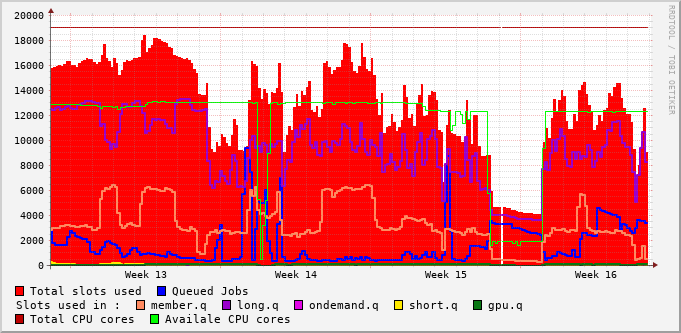 20000
18000
16000
14000
12000
10000
8000
6000
4000
2000
0
Week 13 Week 14 Week 15 Week 16
RRDTOOL / TOBI OETIKER
Total slots used Queued Jobs
Slots used in : member.q long.q ondemand.q short.q gpu.q
Total CPU cores Availale CPU cores